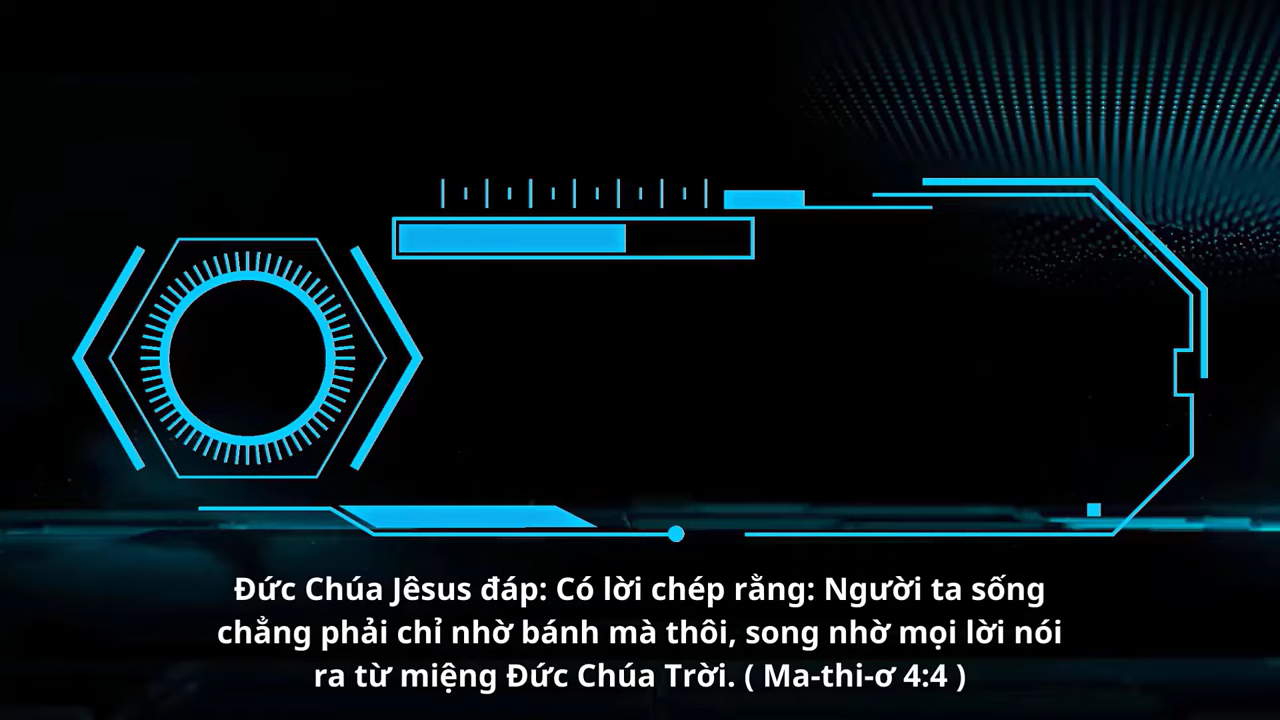 Đức Chúa Jêsus đáp: Có lời chép rằng: Người ta sống
chẳng phải chỉ nhờ bánh mà thôi, song nhờ mọi lời nói
ra từ miệng Đức Chúa Trời. ( Ma-thi-ơ 4:4 )